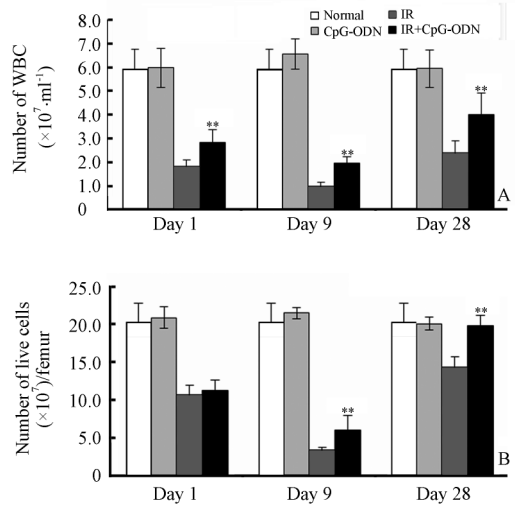 Normal IR
CpG-ODN IR+CpG-ODN
Number of WBC
(×10⁷·ml⁻¹)
8.0
7.0
6.0
5.0
4.0
3.0
2.0
1.0
0
**
**
**
Day 1 Day 9 Day 28
A
Number of live cells
(×10⁷)/femur
25.0
20.0
15.0
10.0
5.0
0
**
**
Day 1 Day 9 Day 28
B